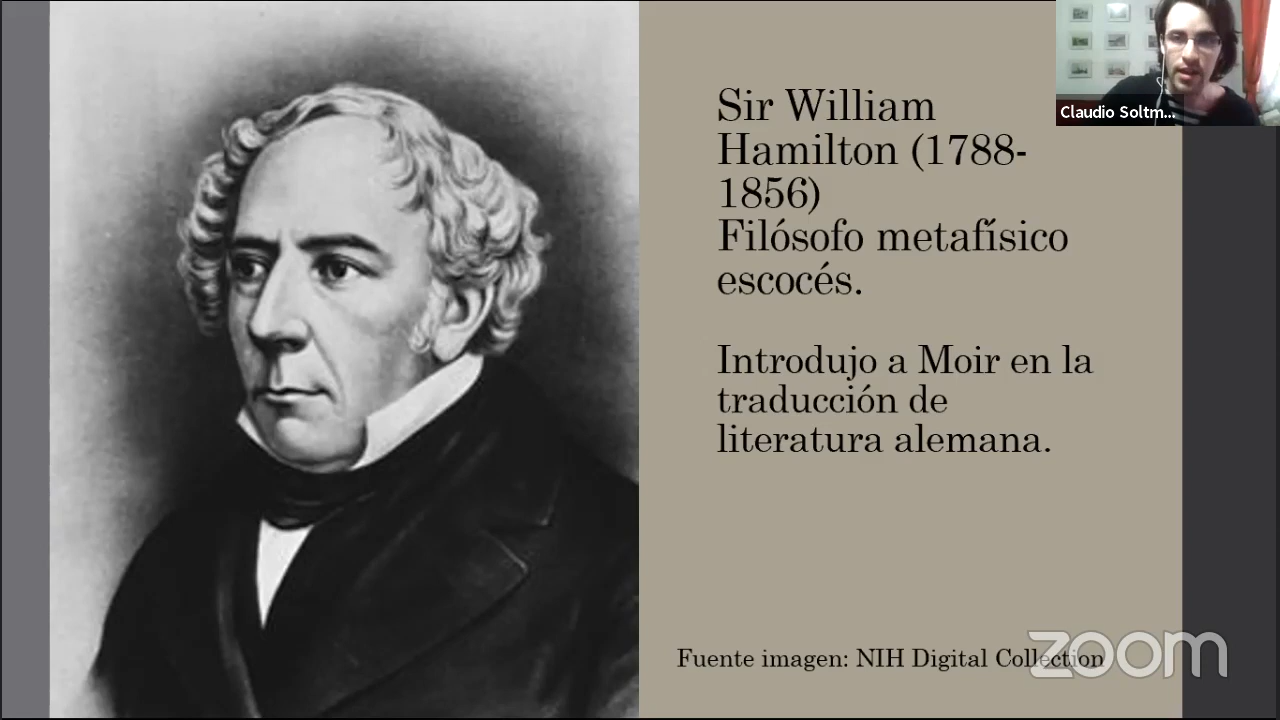 Sir William
Hamilton (1788-
1856)
Filósofo metafísico
escocés.
Introdujo a Moir en la
traducción de
literatura alemana.
Fuente imagen: NIH Digital Collection
Claudio Soltm...
zoom